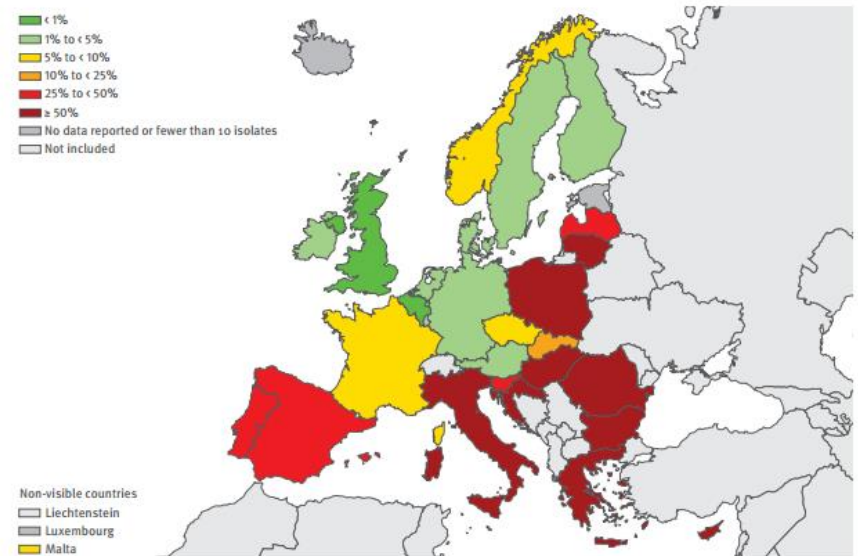 < 1%
1% to < 5%
5% to < 10%
10% to < 25%
25% to < 50%
≥ 50%
No data reported or fewer than 10 isolates
Not included
Non-visible countries
Liechtenstein
Luxembourg
Malta